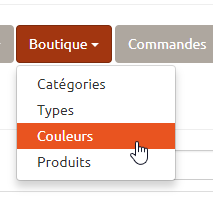 Boutique Commandes
Catégories
Types
Couleurs
Produits